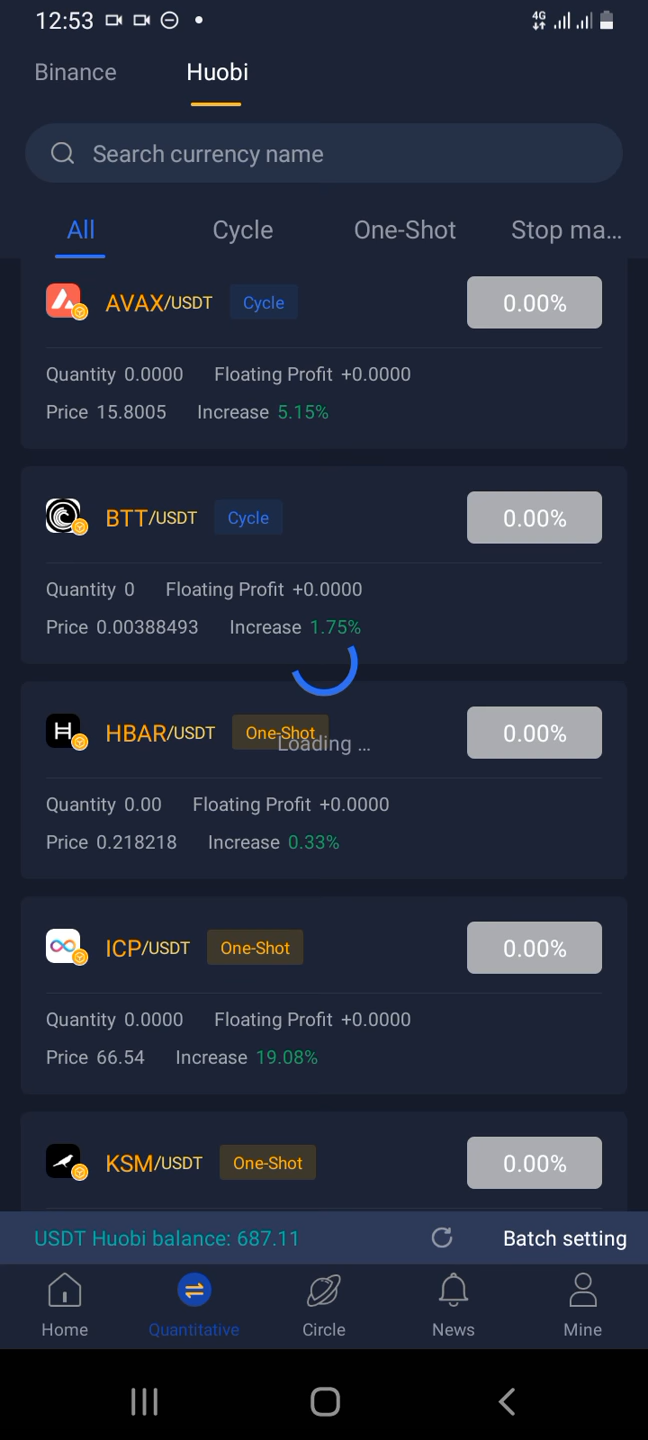 12:53
4G
Binance Huobi
Search currency name
All Cycle One-Shot Stop ma...
AVAX/USDT Cycle 0.00%
Quantity 0.0000 Floating Profit +0.0000
Price 15.8005 Increase 5.15%
BTT/USDT Cycle 0.00%
Quantity 0 Floating Profit +0.0000
Price 0.00388493 Increase 1.75%
HBAR/USDT One-Shot 0.00%
Loading ...
Quantity 0.00 Floating Profit +0.0000
Price 0.218218 Increase 0.33%
ICP/USDT One-Shot 0.00%
Quantity 0.0000 Floating Profit +0.0000
Price 66.54 Increase 19.08%
KSM/USDT One-Shot 0.00%
USDT Huobi balance: 687.11 Batch setting
Home Quantitative Circle News Mine